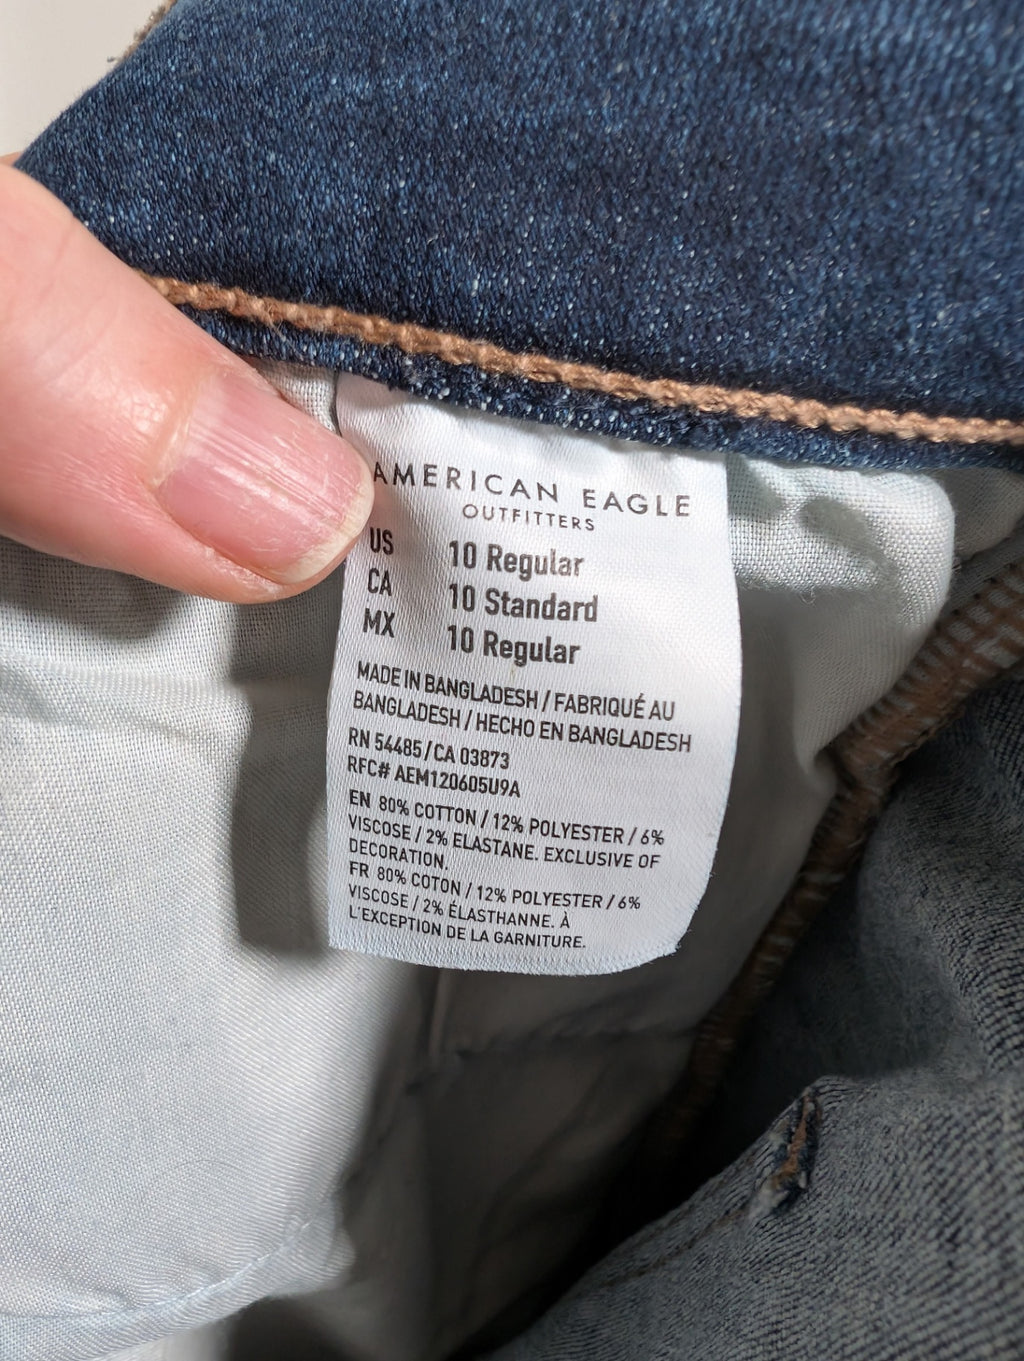 AMERICAN EAGLE
OUTFITTERS
US 10 Regular
CA 10 Standard
MX 10 Regular
MADE IN BANGLADESH / FABRIQUÉ AU
BANGLADESH / HECHO EN BANGLADESH
RN 54485 / CA 03873
RFC# AEM120605U9A
EN 80% COTTON / 12% POLYESTER / 6%
VISCOSE / 2% ELASTANE. EXCLUSIVE OF
DECORATION.
FR 80% COTON / 12% POLYESTER / 6%
VISCOSE / 2% ÉLASTHANNE. À
L'EXCEPTION DE LA GARNITURE.